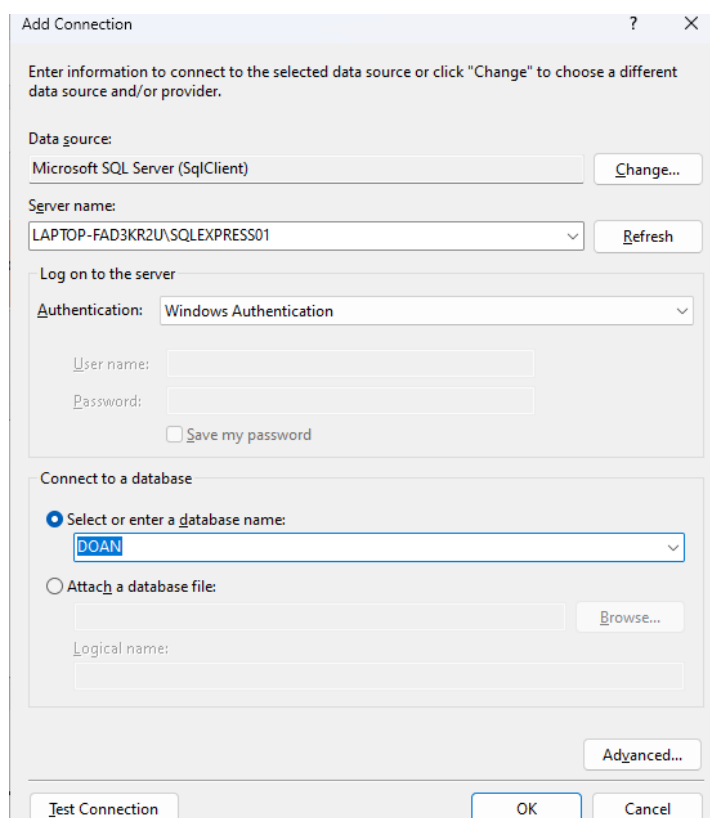 Add Connection ?
Enter information to connect to the selected data source or click "Change" to choose a different
data source and/or provider.
Data source:
Microsoft SQL Server (SqlClient) Change...
Server name:
LAPTOP-FAD3KR2U\SQLEXPRESS01 Refresh
Log on to the server
Authentication: Windows Authentication
User name:
Password:
Save my password
Connect to a database
Select or enter a database name:
DOAN
Attach a database file:
Browse...
Logical name:
Advanced...
Test Connection OK Cancel